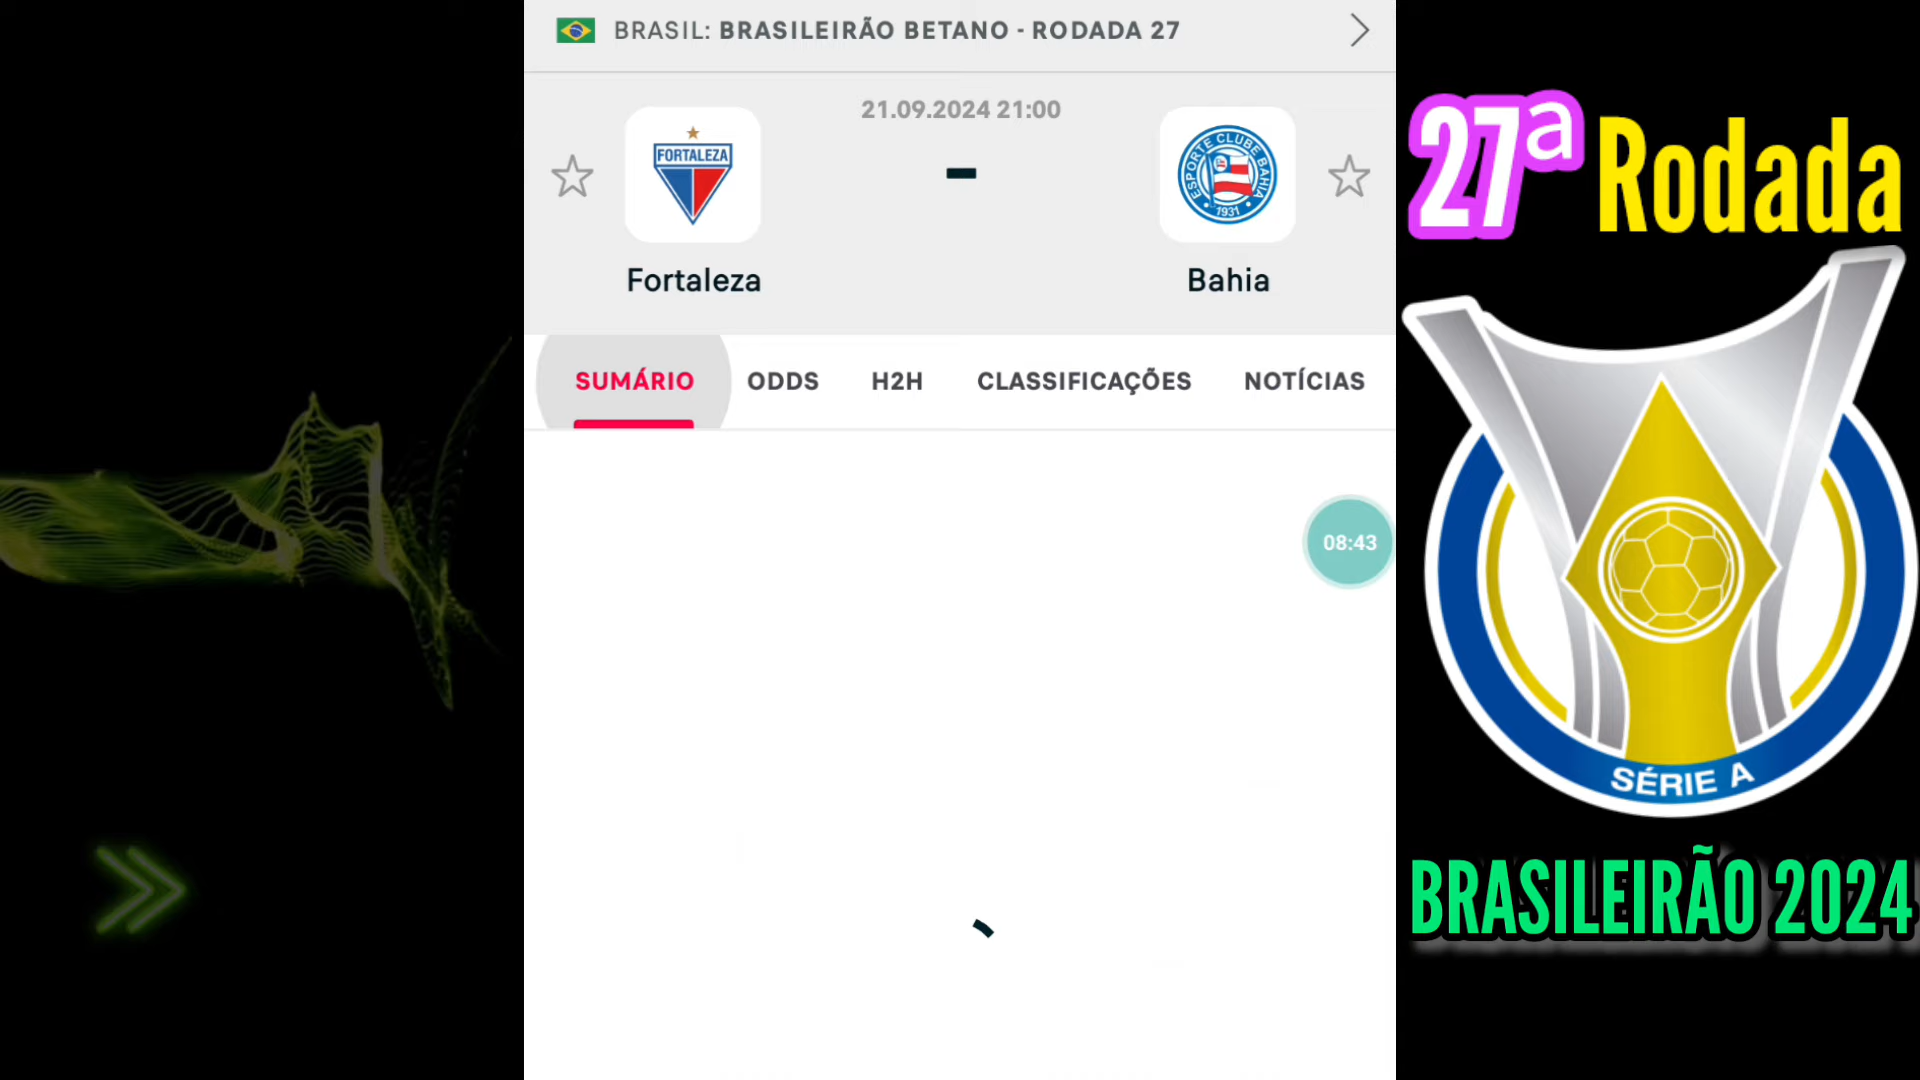 BRASIL: BRASILEIRÃO BETANO - RODADA 27
21.09.2024 21:00
FORTALEZA
ESPORTE CLUBE BAHIA
1931
-
Fortaleza
Bahia
SUMÁRIO ODDS H2H CLASSIFICAÇÕES NOTÍCIAS
08:43
27ª Rodada
SÉRIE A
BRASILEIRÃO 2024